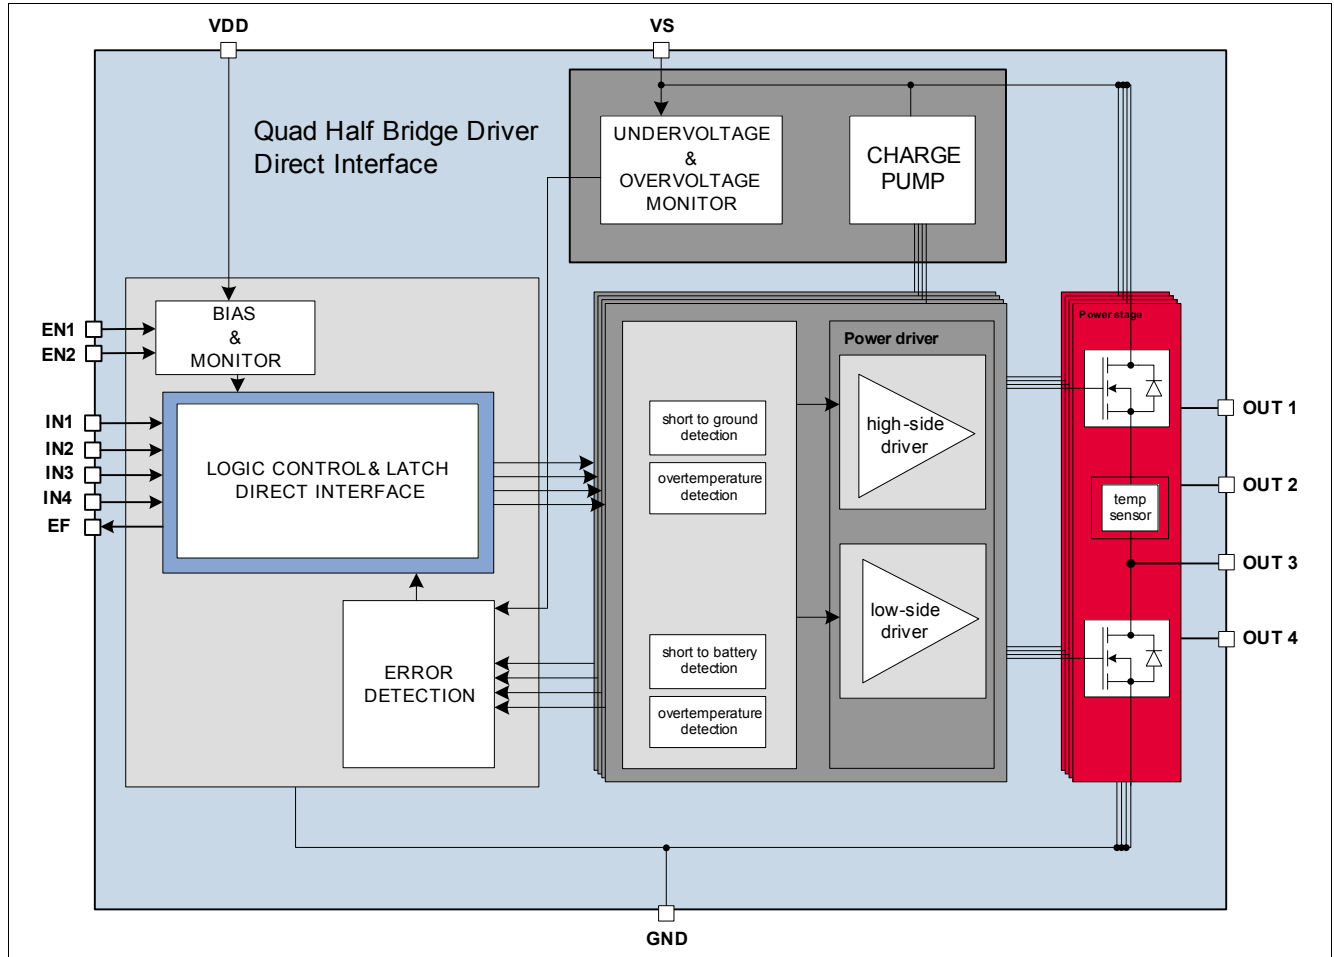 VDD
VS
Quad Half Bridge Driver
Direct Interface
UNDERVOLTAGE
&
OVERVOLTAGE
MONITOR
CHARGE
PUMP
BIAS
&
MONITOR
EN1
EN2
IN1
IN2
IN3
IN4
EF
LOGIC CONTROL & LATCH
DIRECT INTERFACE
ERROR
DETECTION
short to ground
detection
overtemperature
detection
short to battery
detection
overtemperature
detection
Power driver
high-side
driver
low-side
driver
Power stage
temp
sensor
OUT 1
OUT 2
OUT 3
OUT 4
GND